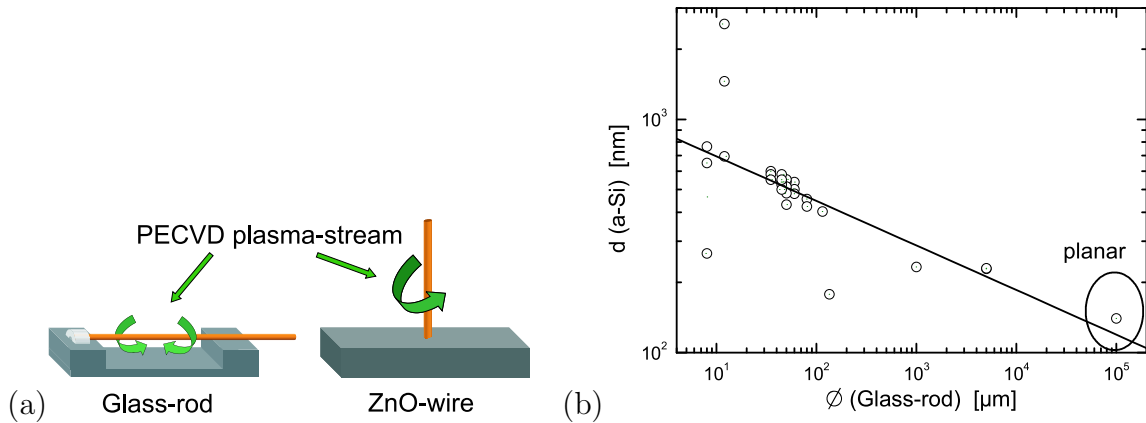 PECVD plasma-stream
(a)
Glass-rod
ZnO-wire
(b)
d (a-Si) [nm]
10³
10²
planar
10¹ 10² 10³ 10⁴ 10⁵
Ø (Glass-rod) [µm]